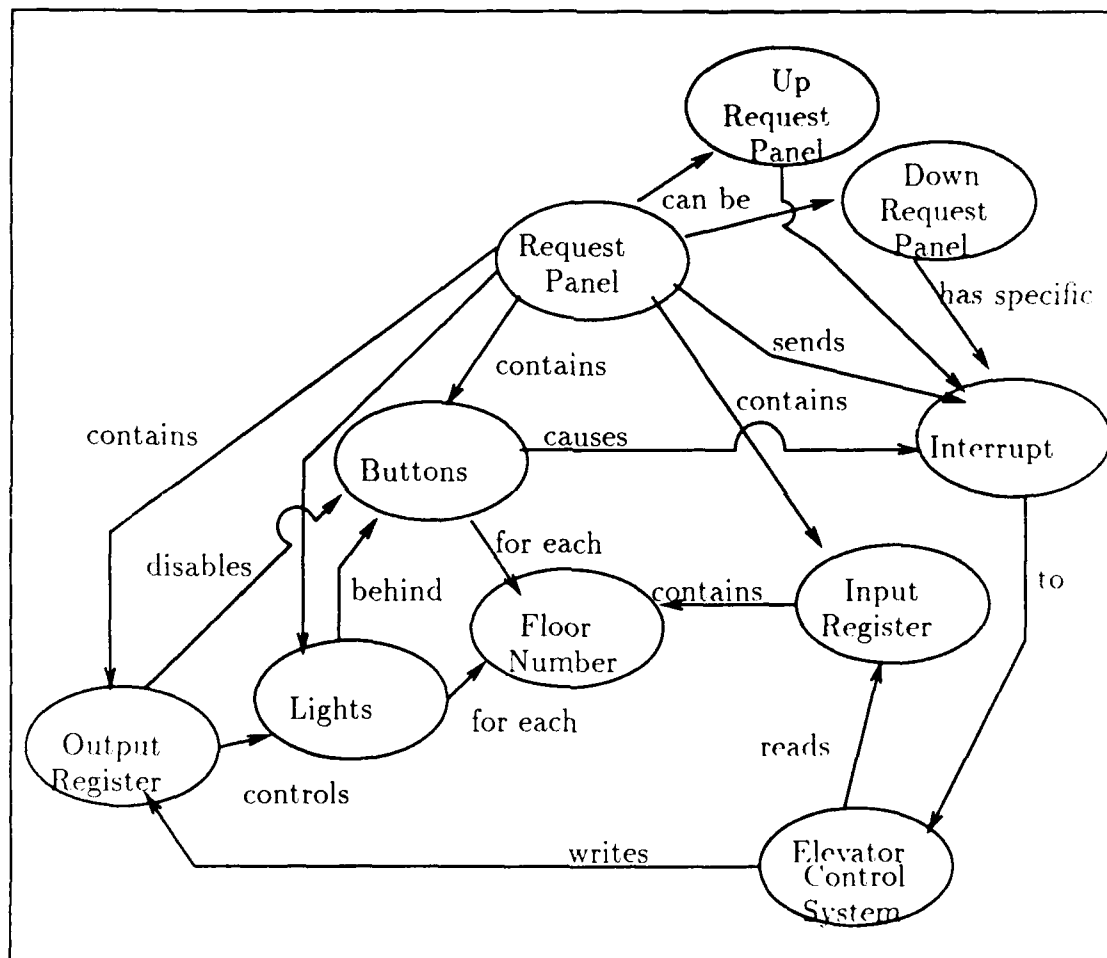 Up
Request
Panel
Down
Request
Panel
can be
Request
Panel
has specific
sends
contains
contains
contains
causes
Interrupt
Buttons
for each
disables
behind
contains
Input
Register
to
Floor
Number
Lights
for each
Output
Register
controls
reads
writes
Elevator
Control
System